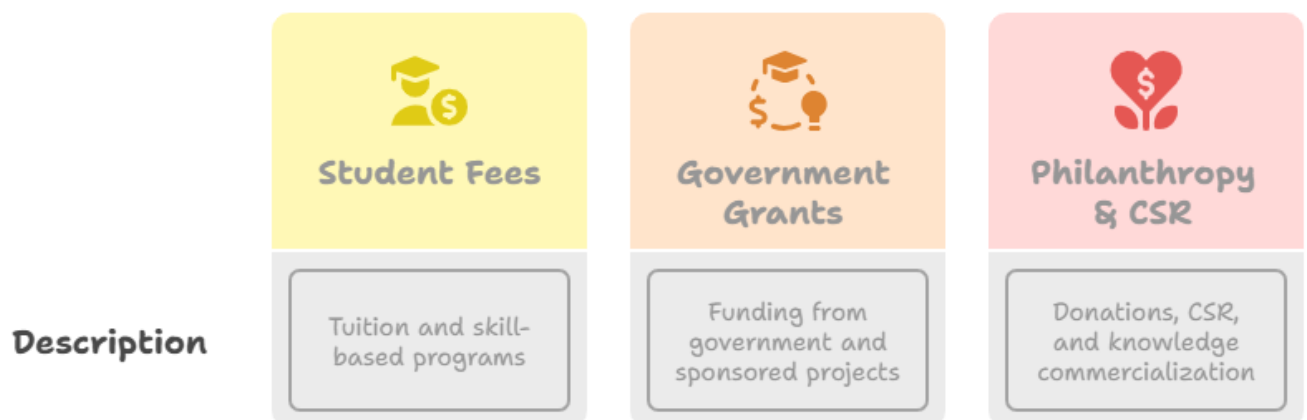 Student Fees
Government
Grants
Philanthropy
& CSR
Description
Tuition and skill-
based programs
Funding from
government and
sponsored projects
Donations, CSR,
and knowledge
commercialization